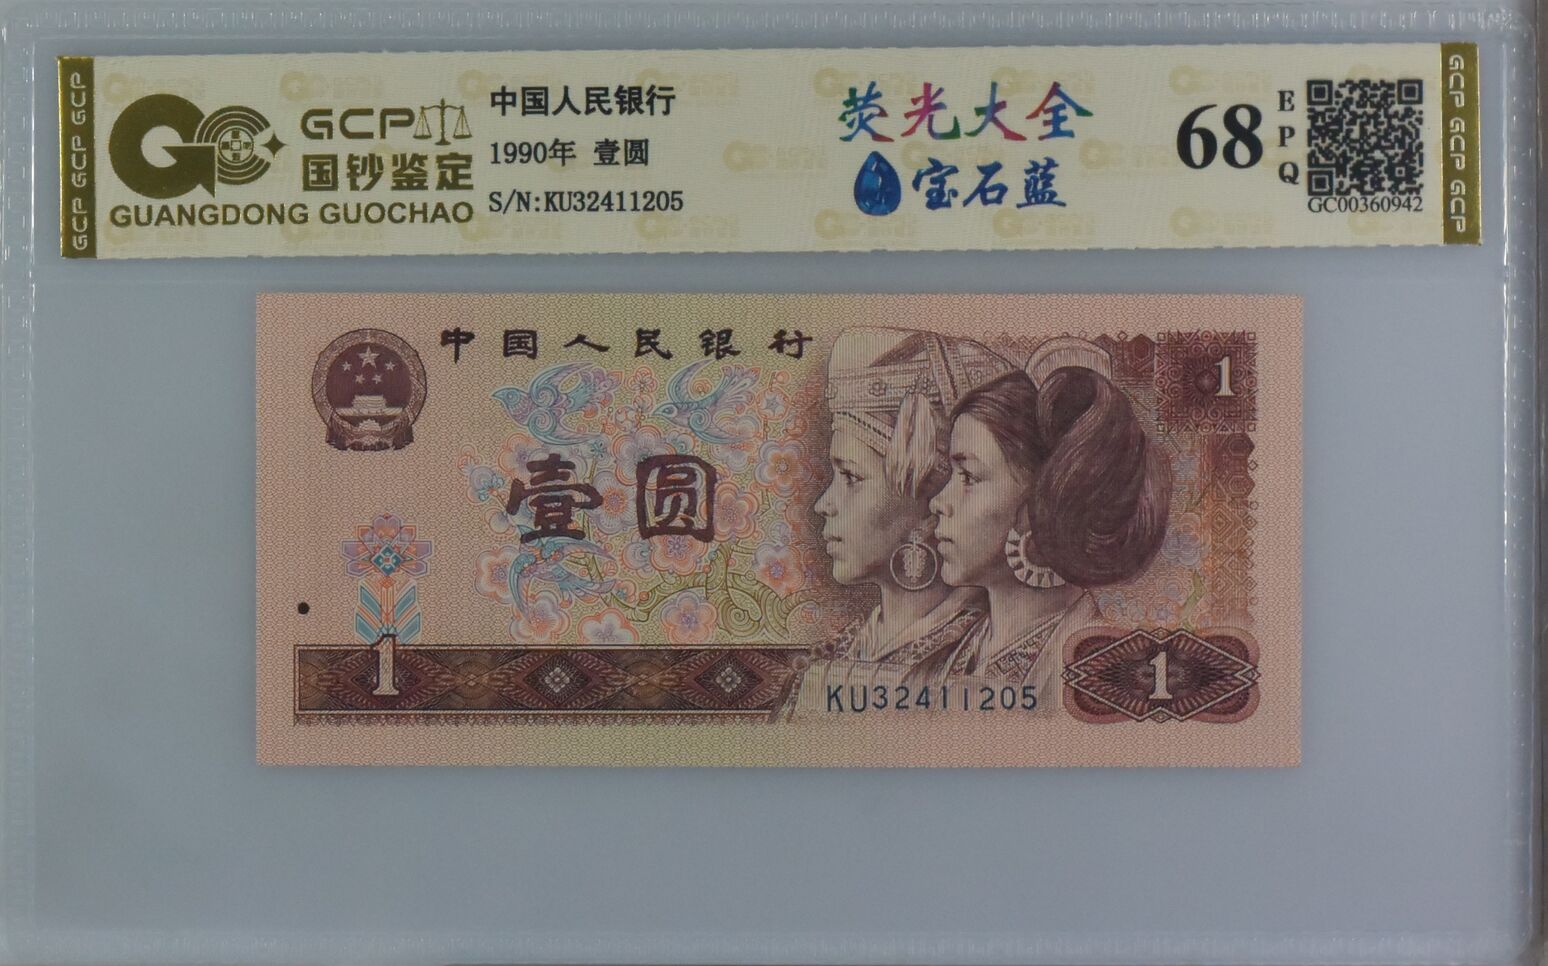 GCP GCP GCP
GCP
国钞鉴定
GUANGDONG GUOCHAO
中国人民银行
1990年 壹圆
S/N:KU32411205
荧光大全
宝石蓝
68
EPQ
GC00360942
GCP GCP GCP
中国人民银行
1
壹圆
1
KU32411205
1